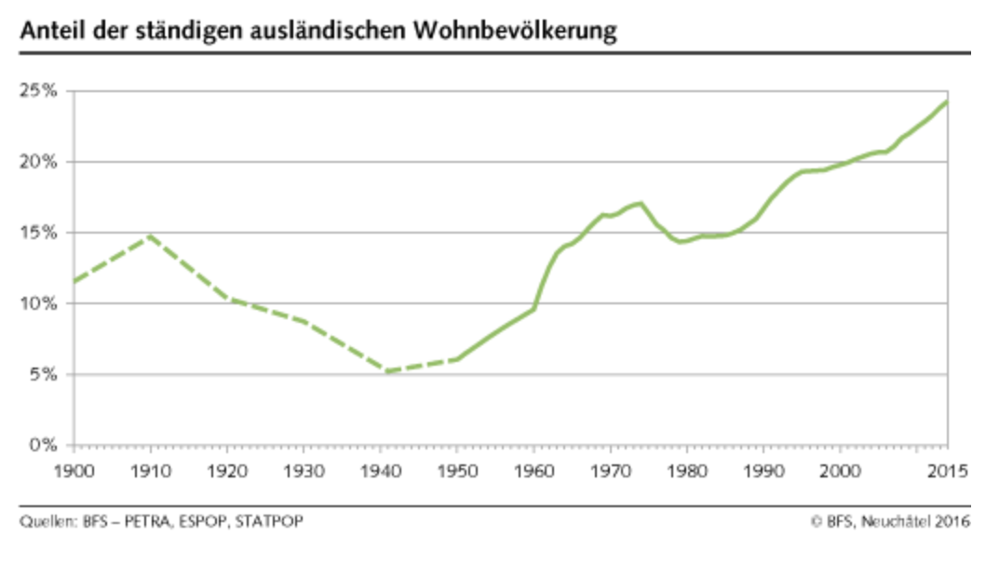 Anteil der ständigen ausländischen Wohnbevölkerung
25%
20%
15%
10%
5%
0%
1900 1910 1920 1930 1940 1950 1960 1970 1980 1990 2000 2015
Quellen: BFS – PETRA, ESPOP, STATPOP © BFS, Neuchâtel 2016